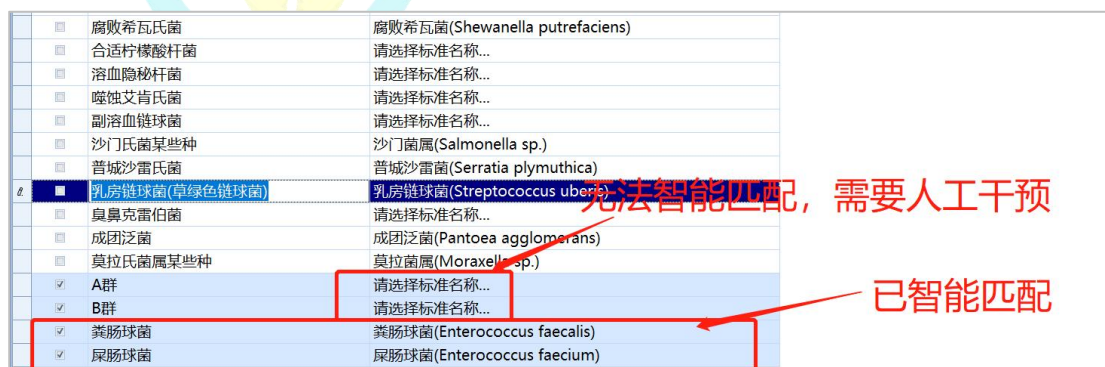 腐败希瓦氏菌 腐败希瓦菌(Shewanella putrefaciens)
合适柠檬酸杆菌 请选择标准名称...
溶血隐秘杆菌 请选择标准名称...
噬蚀艾肯氏菌 请选择标准名称...
副溶血链球菌 请选择标准名称...
沙门氏菌某些种 沙门菌属(Salmonella sp.)
普城沙雷氏菌 普城沙雷菌(Serratia plymuthica)
乳房链球菌(草绿色链球菌) 乳房链球菌(Streptococcus uberis)
无法智能匹配，需要人工干预
臭鼻克雷伯菌 请选择标准名称...
成团泛菌 成团泛菌(Pantoea agglomerans)
莫拉氏菌属某些种 莫拉菌属(Moraxella sp.)
A群 请选择标准名称...
已智能匹配
B群 请选择标准名称...
粪肠球菌 粪肠球菌(Enterococcus faecalis)
屎肠球菌 屎肠球菌(Enterococcus faecium)